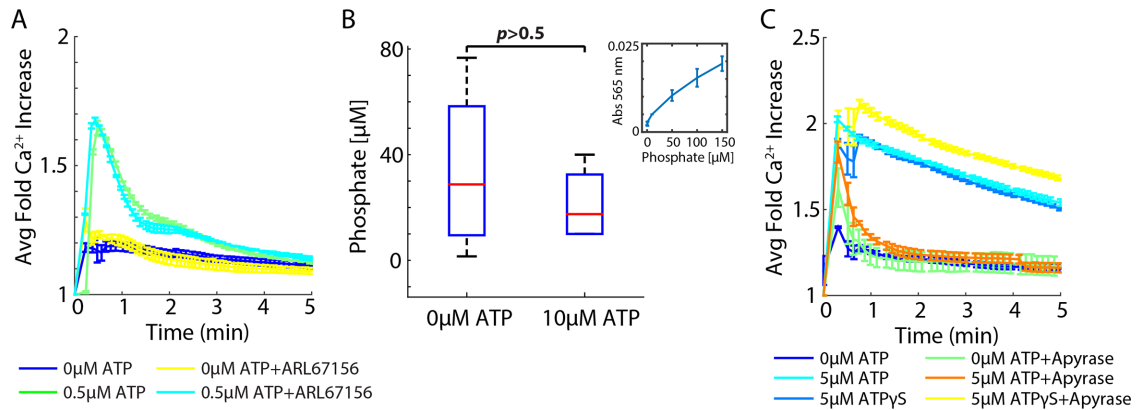 A
Avg Fold Ca²⁺ Increase
2
1.5
1
0
1
2
3
4
5
Time (min)
0µM ATP
0µM ATP+ARL67156
0.5µM ATP
0.5µM ATP+ARL67156
B
p>0.5
Phosphate [µM]
80
60
40
20
0
0µM ATP
10µM ATP
0.025
0
Abs 565 nm
0
50
100
150
Phosphate [µM]
C
Avg Fold Ca²⁺ Increase
2.5
2
1.5
1
0
1
2
3
4
5
Time (min)
0µM ATP
0µM ATP+Apyrase
5µM ATP
5µM ATP+Apyrase
5µM ATPγS
5µM ATPγS+Apyrase